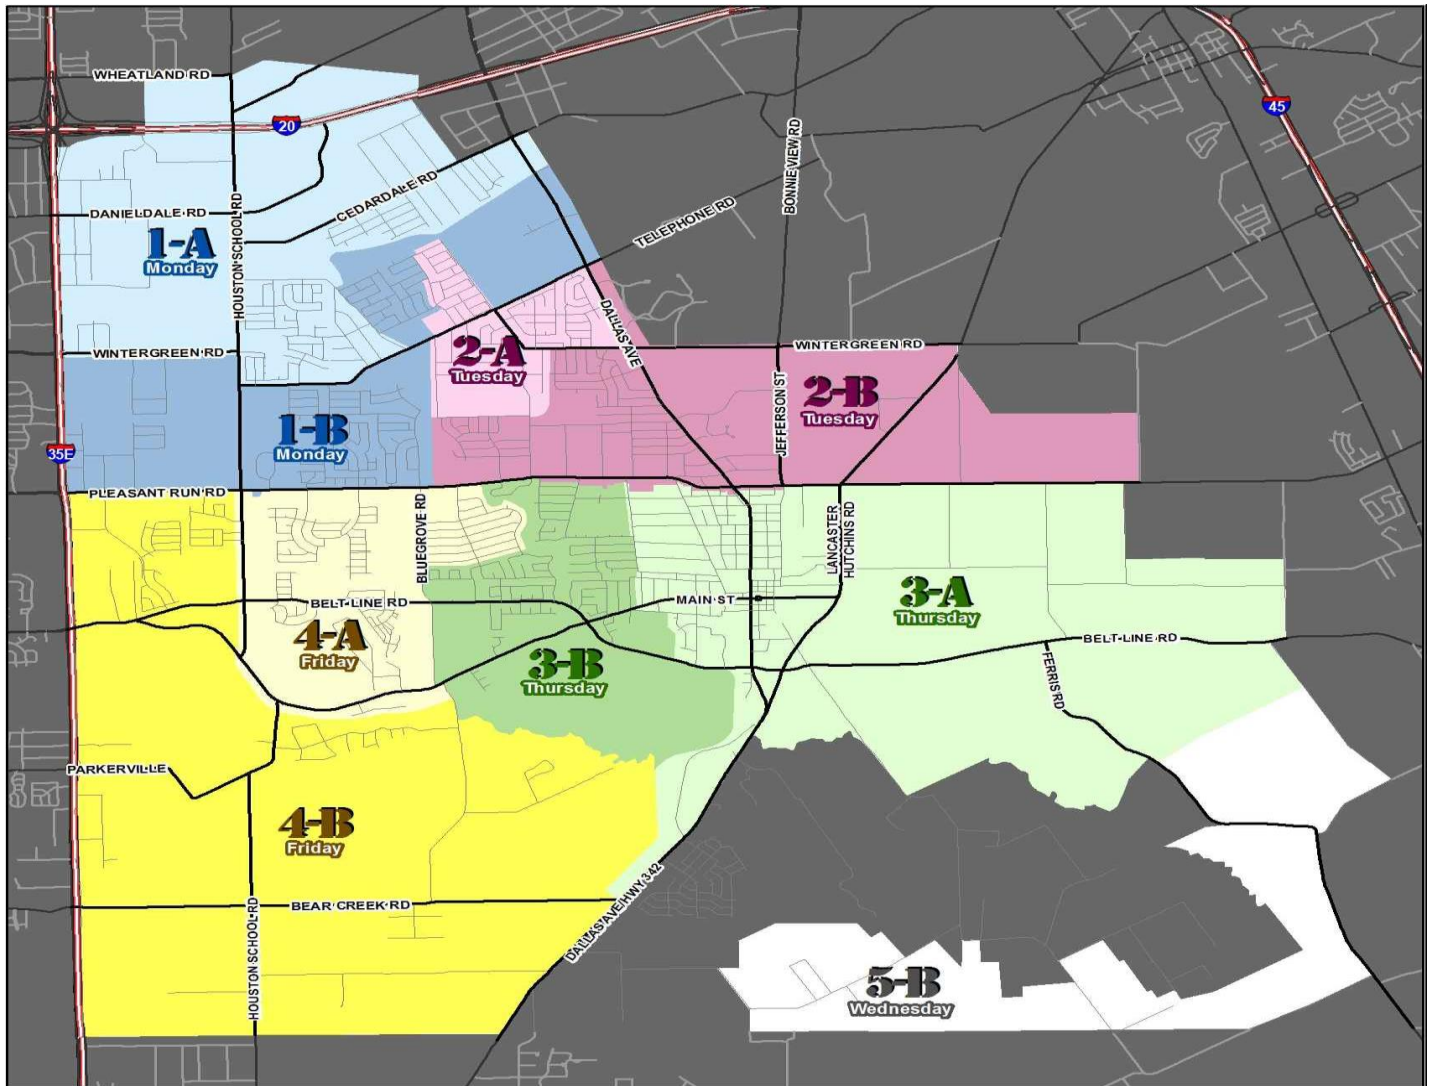 WHEATLAND RD
20
45
BONNIE VIEW RD
CEDARDALE RD
DANIELDALE RD
HOUSTON SCHOOL RD
TELEPHONE RD
1-A
Monday
DALLAS AVE
WINTERGREEN RD
WINTERGREEN RD
2-A
Tuesday
2-B
Tuesday
JEFFERSON ST
1-B
Monday
35E
PLEASANT RUN RD
BLUEGROVE RD
LANCASTER
HUTCHINS RD
BELT-LINE RD
MAIN ST
3-A
Thursday
4-A
Friday
BELT-LINE RD
3-B
Thursday
FERRIS RD
PARKERVILLE
4-B
Friday
BEAR CREEK RD
HOUSTON SCHOOL RD
DALLAS AVE/HWY 342
5-B
Wednesday